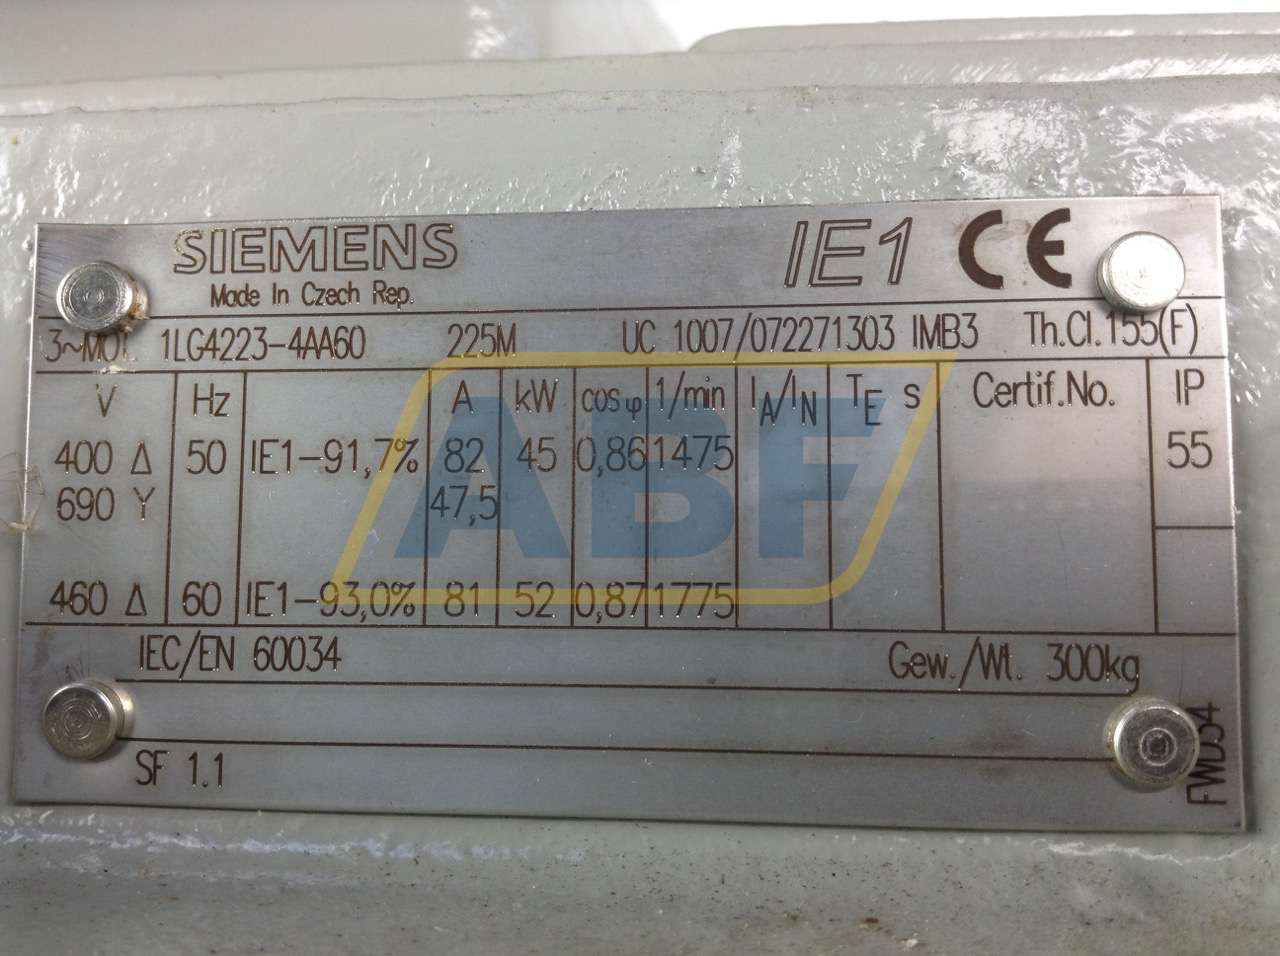 SIEMENS IE1 CE
Made In Czech Rep.
3~MOT. 1LG4223-4AA60 225M UC 1007/072271303 IMB3 Th.Cl.155(F)
V Hz A kW cos φ 1/min IA/IN TE s Certif.No. IP
400 Δ 50 IE1-91,7% 82 45 0,86 1475 55
690 Y 47,5
460 Δ 60 IE1-93,0% 81 52 0,87 1775
IEC/EN 60034 Gew./Wt. 300kg
SF 1.1
FWD54
ABF